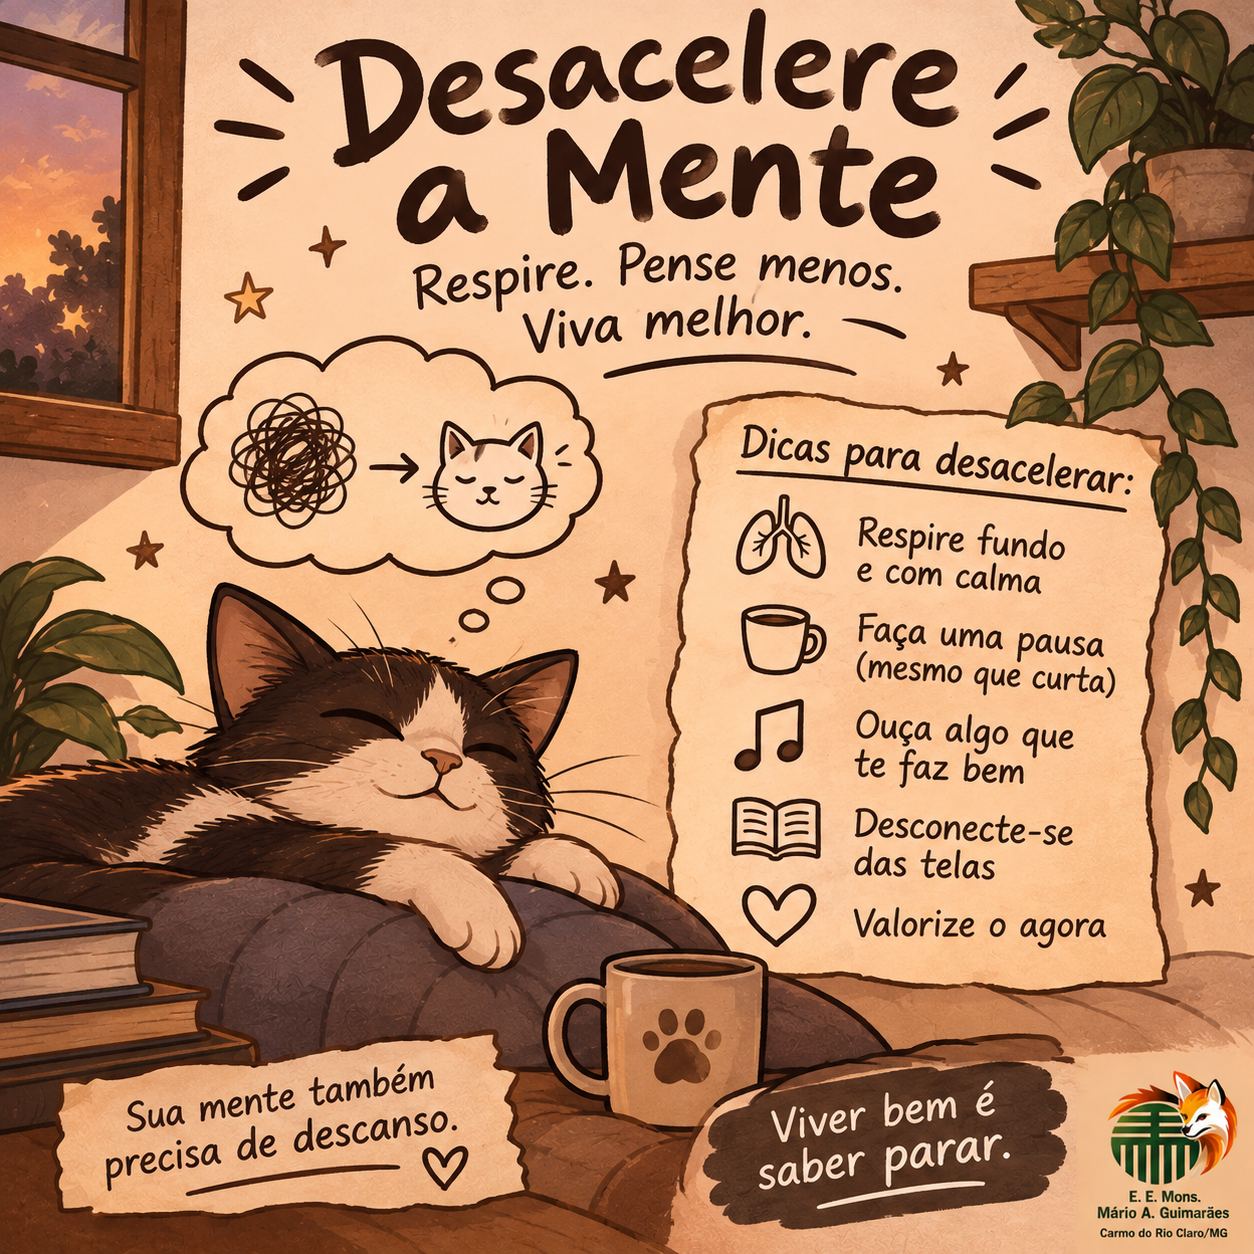 Desacelere
a Mente
Respire. Pense menos.
Viva melhor.
Dicas para desacelerar:
Respire fundo
e com calma
Faça uma pausa
(mesmo que curta)
Ouça algo que
te faz bem
Desconecte-se
das telas
Valorize o agora
Sua mente também
precisa de descanso.
Viver bem é
saber parar.
E. E. Mons.
Mário A. Guimarães
Carmo do Rio Claro/MG